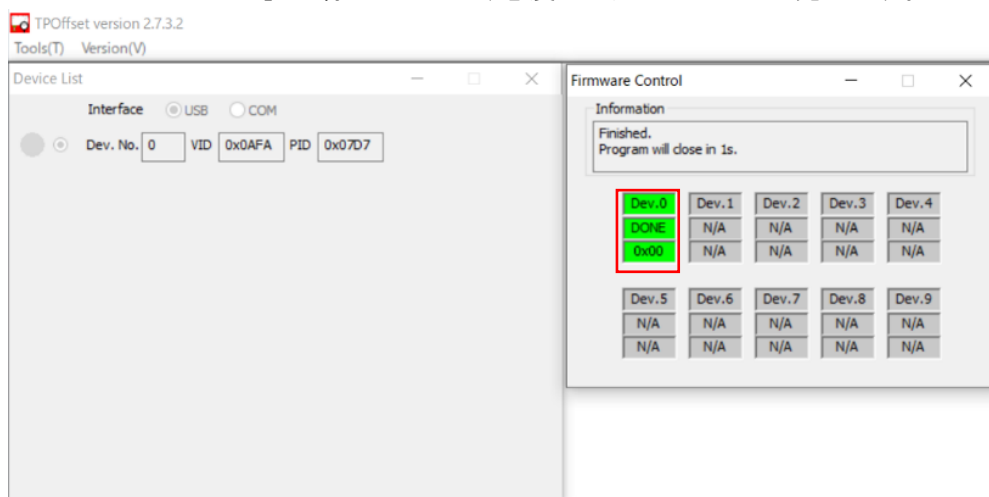 TPOffset version 2.7.3.2
Tools(T) Version(V)
Device List
Interface USB COM
Dev. No. 0 VID 0x0AFA PID 0x07D7
Firmware Control
Information
Finished.
Program will close in 1s.
Dev.0 Dev.1 Dev.2 Dev.3 Dev.4
DONE N/A N/A N/A N/A
0x00 N/A N/A N/A N/A
Dev.5 Dev.6 Dev.7 Dev.8 Dev.9
N/A N/A N/A N/A N/A
N/A N/A N/A N/A N/A